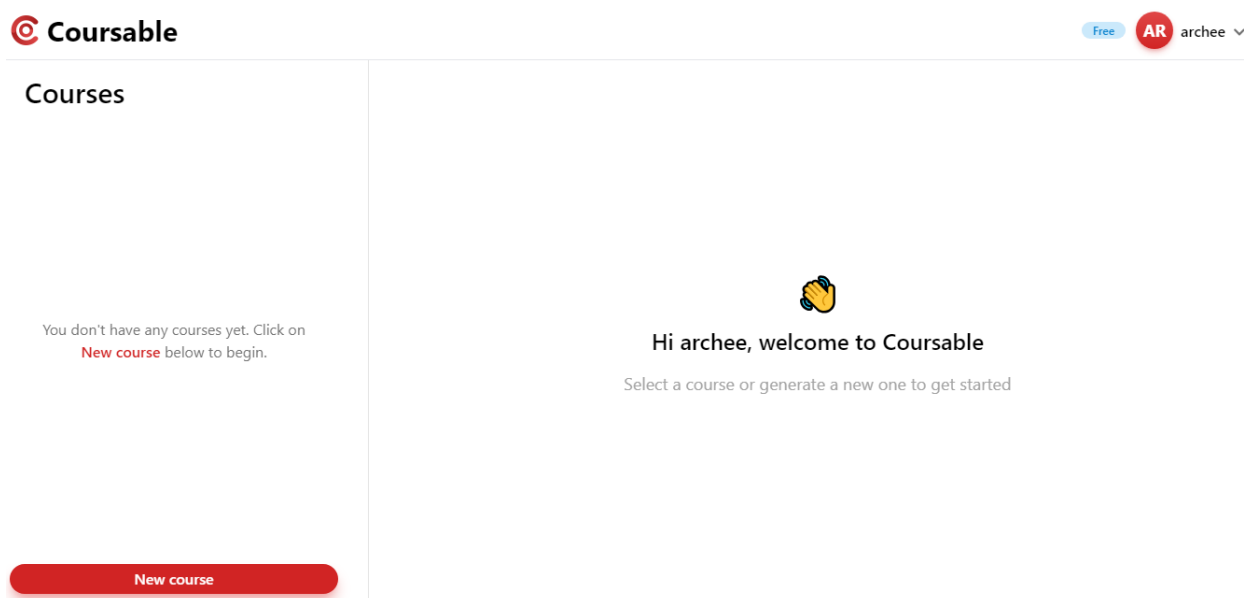 Coursable
Free
AR
archee
Courses
You don't have any courses yet. Click on
New course below to begin.
Hi archee, welcome to Coursable
Select a course or generate a new one to get started
New course